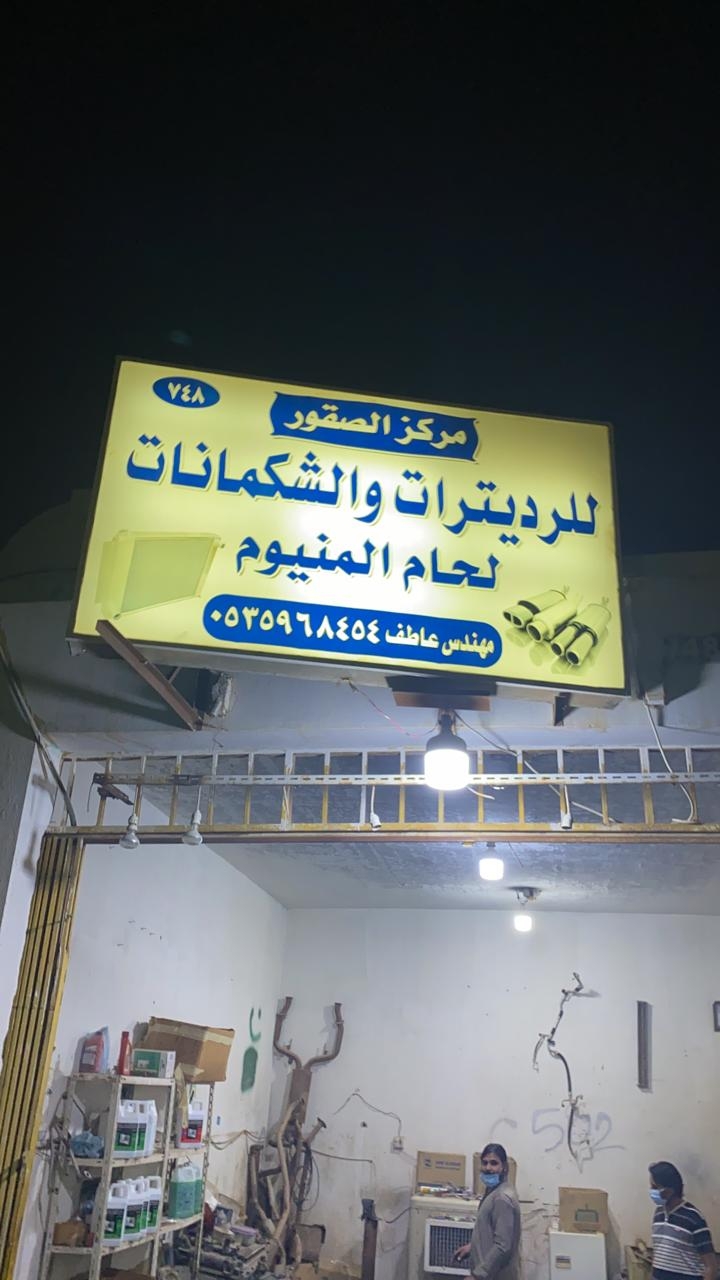 ٧٤٨
مركز الصقور
للرديترات والشكمانات
لحام المنيوم
مهندس عاطف ٠٥٣٥٩٦٨٤٥٤